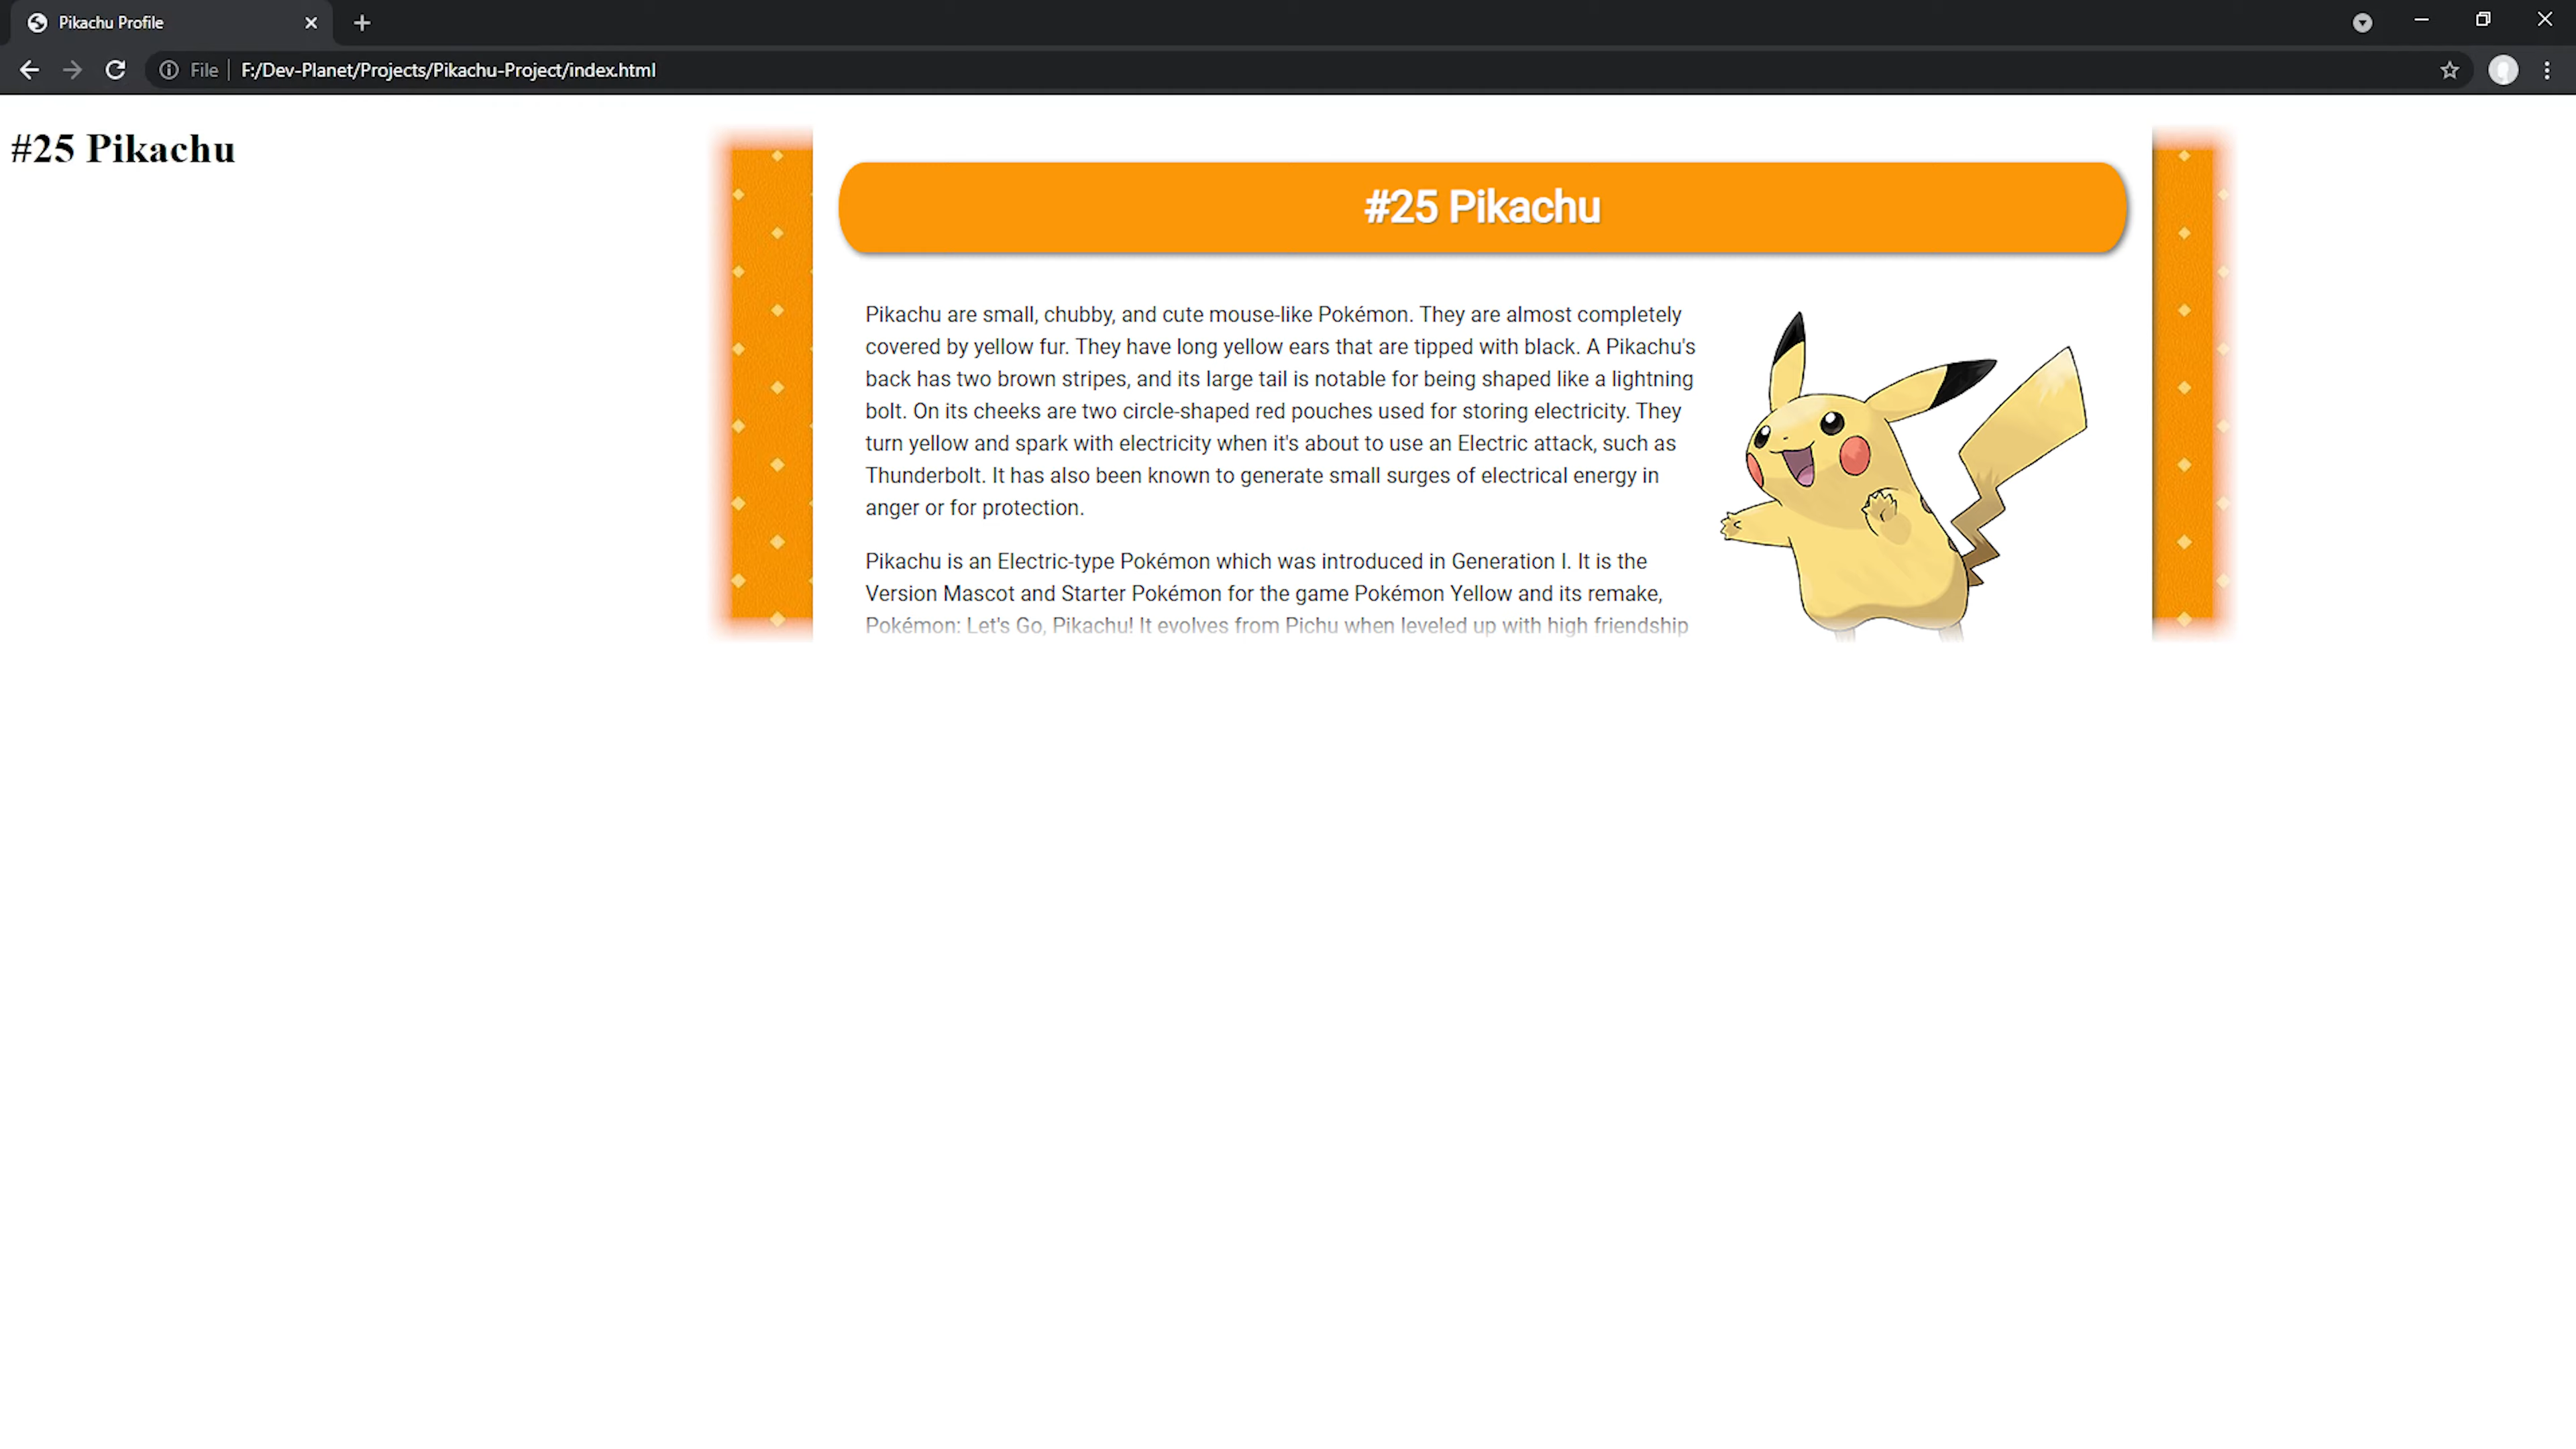 Pikachu Profile
File
F:/Dev-Planet/Projects/Pikachu-Project/index.html
#25 Pikachu
#25 Pikachu
Pikachu are small, chubby, and cute mouse-like Pokémon. They are almost completely
covered by yellow fur. They have long yellow ears that are tipped with black. A Pikachu's
back has two brown stripes, and its large tail is notable for being shaped like a lightning
bolt. On its cheeks are two circle-shaped red pouches used for storing electricity. They
turn yellow and spark with electricity when it's about to use an Electric attack, such as
Thunderbolt. It has also been known to generate small surges of electrical energy in
anger or for protection.
Pikachu is an Electric-type Pokémon which was introduced in Generation I. It is the
Version Mascot and Starter Pokémon for the game Pokémon Yellow and its remake,
Pokémon: Let's Go, Pikachu! It evolves from Pichu when leveled up with high friendship